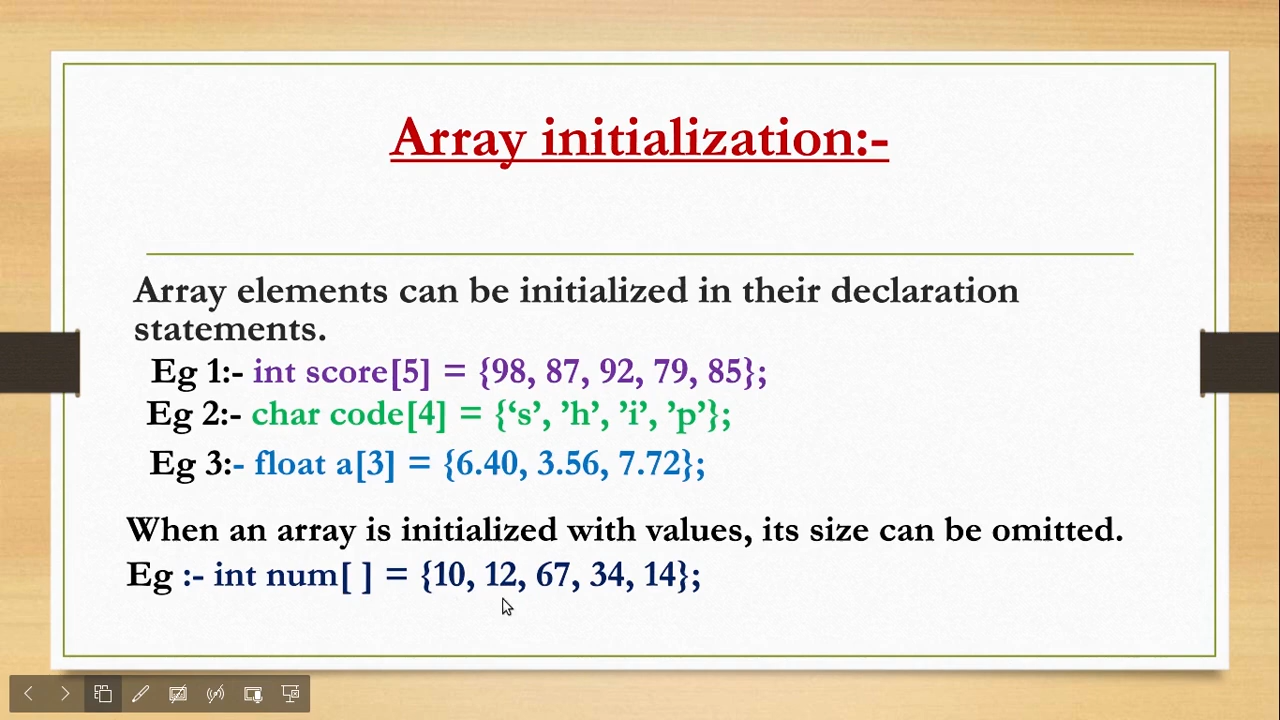 Array initialization:-
Array elements can be initialized in their declaration
statements.
Eg 1:- int score[5] = {98, 87, 92, 79, 85};
Eg 2:- char code[4] = {‘s’, ’h’, ’i’, ’p’};
Eg 3:- float a[3] = {6.40, 3.56, 7.72};
When an array is initialized with values, its size can be omitted.
Eg :- int num[ ] = {10, 12, 67, 34, 14};